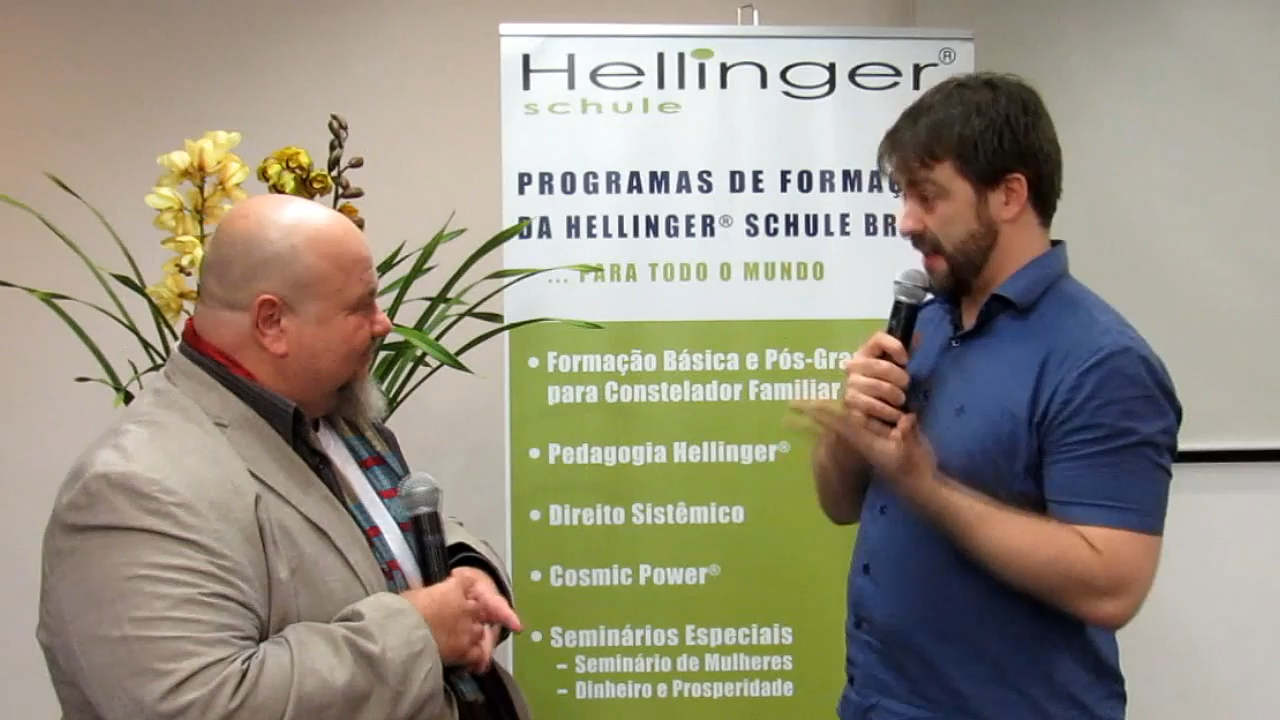 Hellinger®
schule
PROGRAMAS DE FORMAÇ
DA HELLINGER® SCHULE BR
... PARA TODO O MUNDO
• Formação Básica e Pós-Gra
para Constelador Familiar
• Pedagogia Hellinger®
• Direito Sistêmico
• Cosmic Power®
• Seminários Especiais
– Seminário de Mulheres
– Dinheiro e Prosperidade